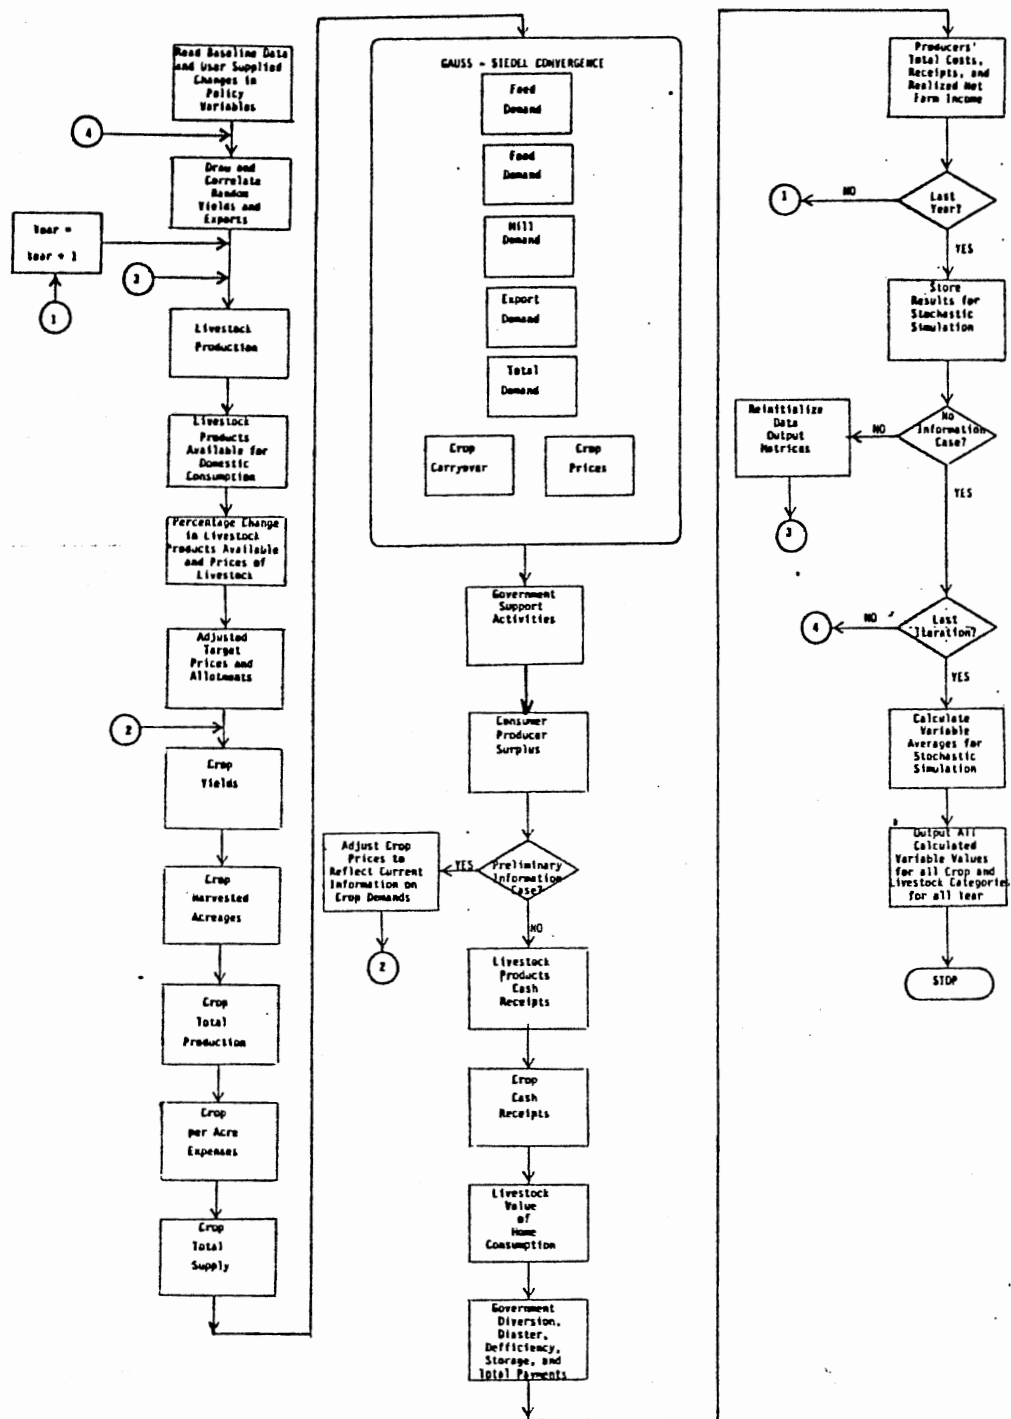 Read Baseline Data
and User Supplied
Changes in
Policy
Variables
4
Draw and
Correlate
Random
Yields and
Exports
Year =
Year + 1
1
3
Livestock
Production
Livestock
Products
Available for
Domestic
Consumption
Percentage Change
in Livestock
Products Available
and Prices of
Livestock
Adjusted
Target
Prices and
Allotments
2
Crop
Yields
Crop
Harvested
Acreages
Crop
Total
Production
Crop
per Acre
Expenses
Crop
Total
Supply
GAUSS - SIEDEL CONVERGENCE
Demand
Demand
Mill
Demand
Export
Demand
Total
Demand
Crop
Carryover
Crop
Prices
Government
Support
Activities
Consumer
Producer
Surplus
Preliminary
Information
Case?
YES
Adjust Crop
Prices to
Reflect Current
Information on
Crop Demands
2
NO
Livestock
Products
Cash
Receipts
Crop
Cash
Receipts
Livestock
Value
of
Home
Consumption
Government
Diversion,
Diaster,
Defficiency,
Storage, and
Total Payments
Producers'
Total Costs,
Receipts, and
Realized Net
Farm Income
Last
Year?
NO
1
YES
Store
Results for
Stochastic
Simulation
No
Information
Case?
NO
Reinitialize
Data
Output
Matrices
3
YES
Last
Iteration?
NO
4
YES
Calculate
Variable
Averages for
Stochastic
Simulation
Output All
Calculated
Variable Values
for all Crop and
Livestock Categories
for all Year
STOP